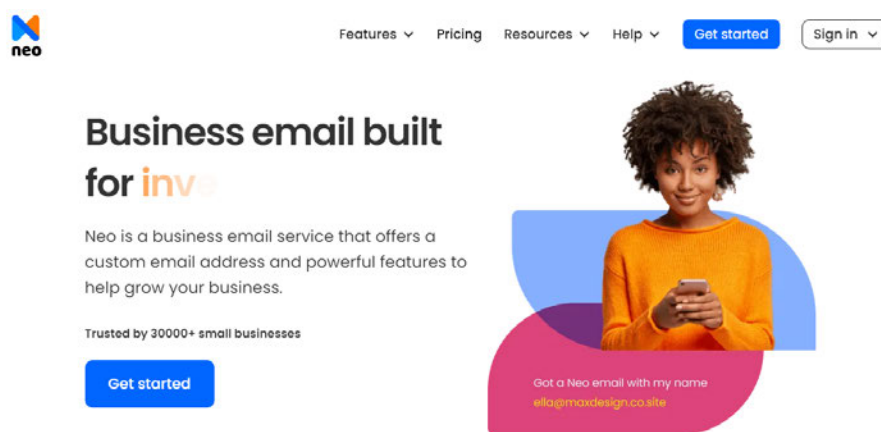 neo
Features
Pricing
Resources
Help
Get started
Sign in
Business email built
for inve
Neo is a business email service that offers a
custom email address and powerful features to
help grow your business.
Trusted by 30000+ small businesses
Get started
Got a Neo email with my name
ella@maxdesign.co.site